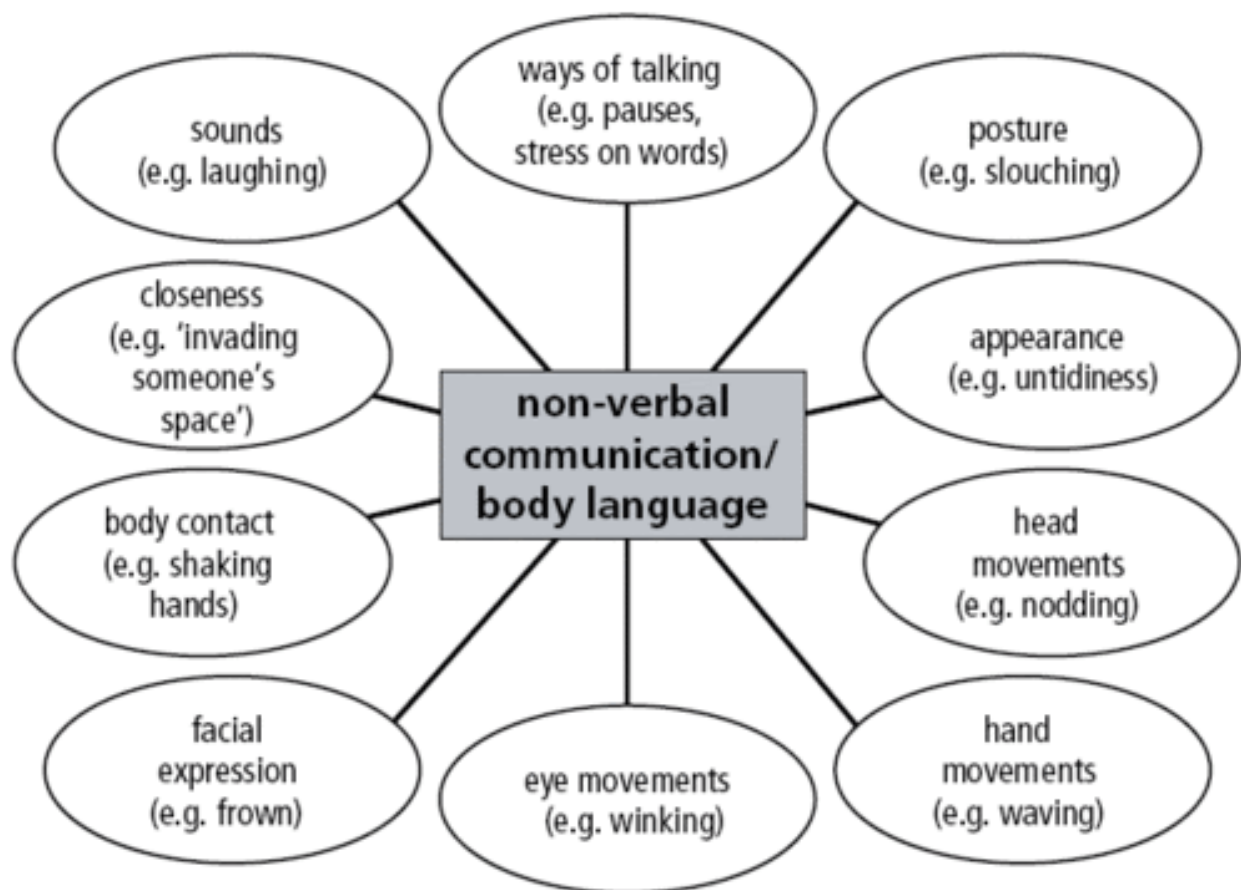 sounds
(e.g. laughing)
ways of talking
(e.g. pauses,
stress on words)
posture
(e.g. slouching)
closeness
(e.g. ‘invading
someone’s
space’)
appearance
(e.g. untidiness)
non-verbal
communication/
body language
body contact
(e.g. shaking
hands)
head
movements
(e.g. nodding)
facial
expression
(e.g. frown)
eye movements
(e.g. winking)
hand
movements
(e.g. waving)